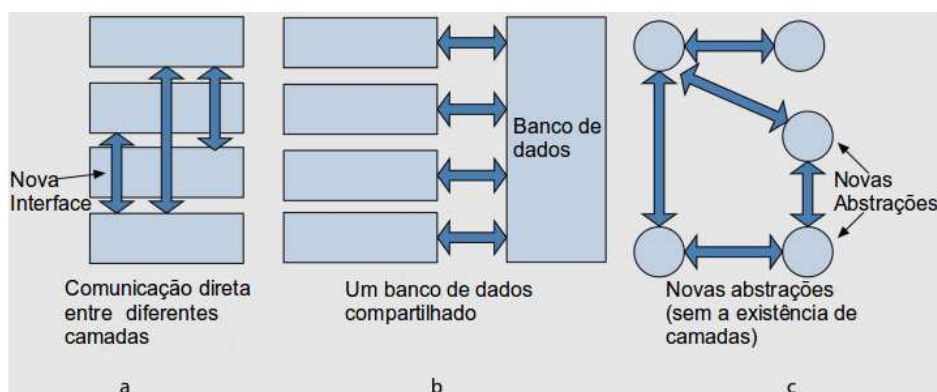 Nova
Interface
Comunicação direta
entre diferentes
camadas
a
Banco de
dados
Um banco de dados
compartilhado
b
Novas
Abstrações
Novas abstrações
(sem a existência de
camadas)
c